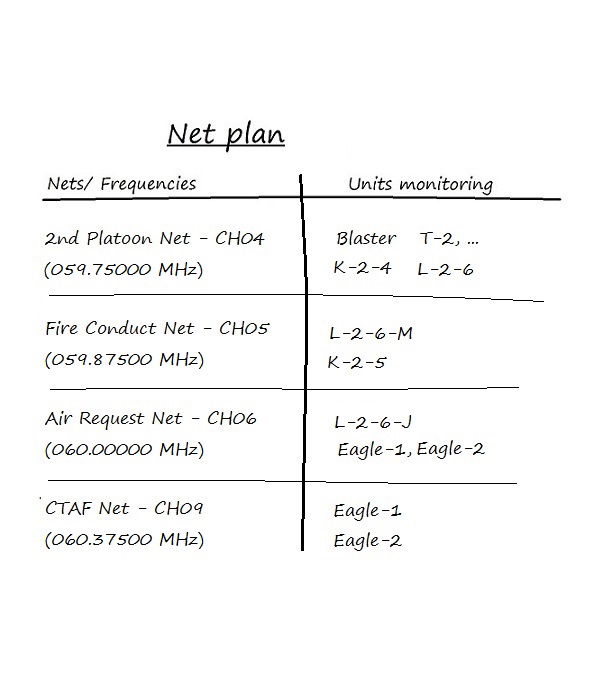 Net plan
Nets/ Frequencies Units monitoring
2nd Platoon Net - CH04 Blaster T-2, ...
(059.75000 MHz) K-2-4 L-2-6
Fire Conduct Net - CH05 L-2-6-M
(059.87500 MHz) K-2-5
Air Request Net - CH06 L-2-6-J
(060.00000 MHz) Eagle-1, Eagle-2
CTAF Net - CH09 Eagle-1
(060.37500 MHz) Eagle-2